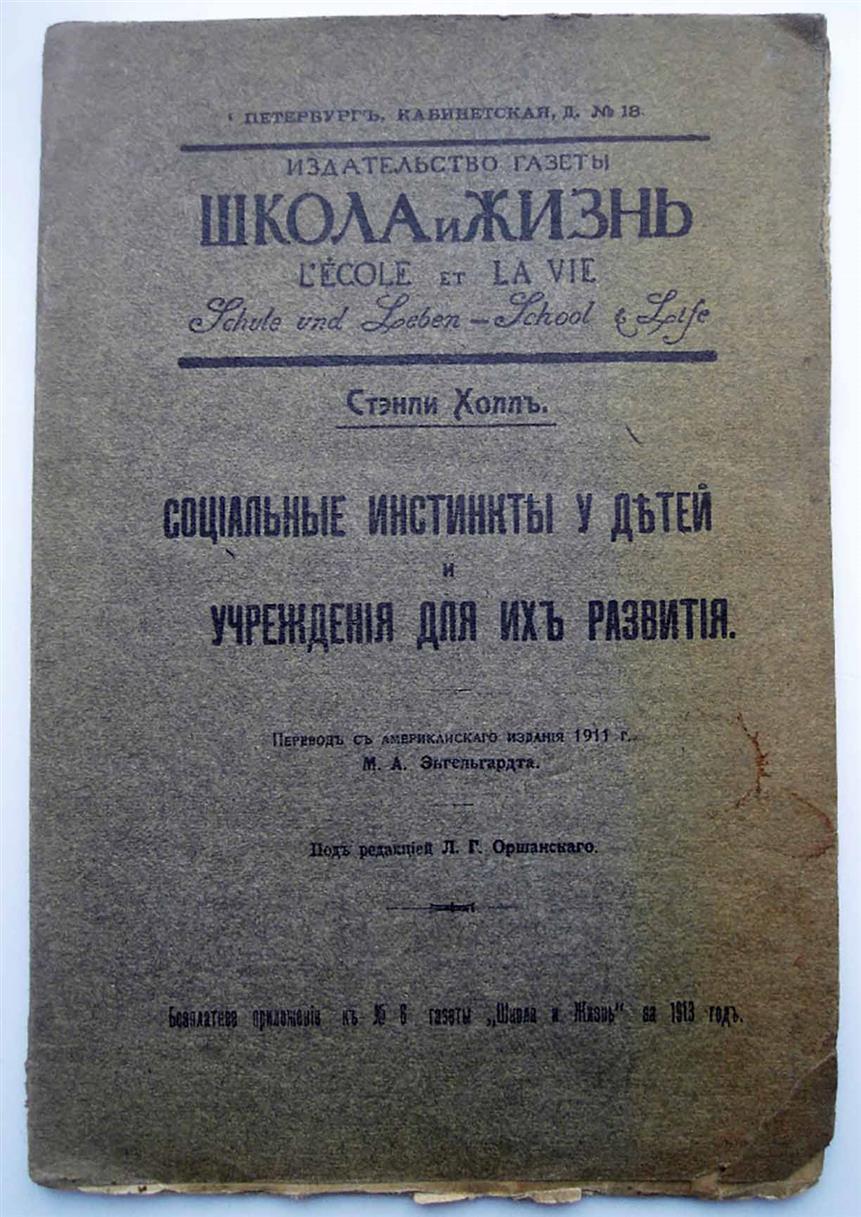 ПЕТЕРБУРГЪ, КАБИНЕТСКАЯ, Д. № 18.
ИЗДАТЕЛЬСТВО ГАЗЕТЫ
ШКОЛА и ЖИЗНЬ
L'ÉCOLE ET LA VIE
Schule und Leben — School & Life
Стэнли Холлъ.
СОЦІАЛЬНЫЕ ИНСТИНКТЫ У ДѢТЕЙ
и
УЧРЕЖДЕНІЯ ДЛЯ ИХЪ РАЗВИТІЯ.
Переводъ съ американскаго изданія 1911 г.
М. А. Энгельгардта.
Подъ редакціей Л. Г. Оршанскаго.
Безплатное приложеніе къ № 6 газеты „Школа и Жизнь“ за 1913 годъ.